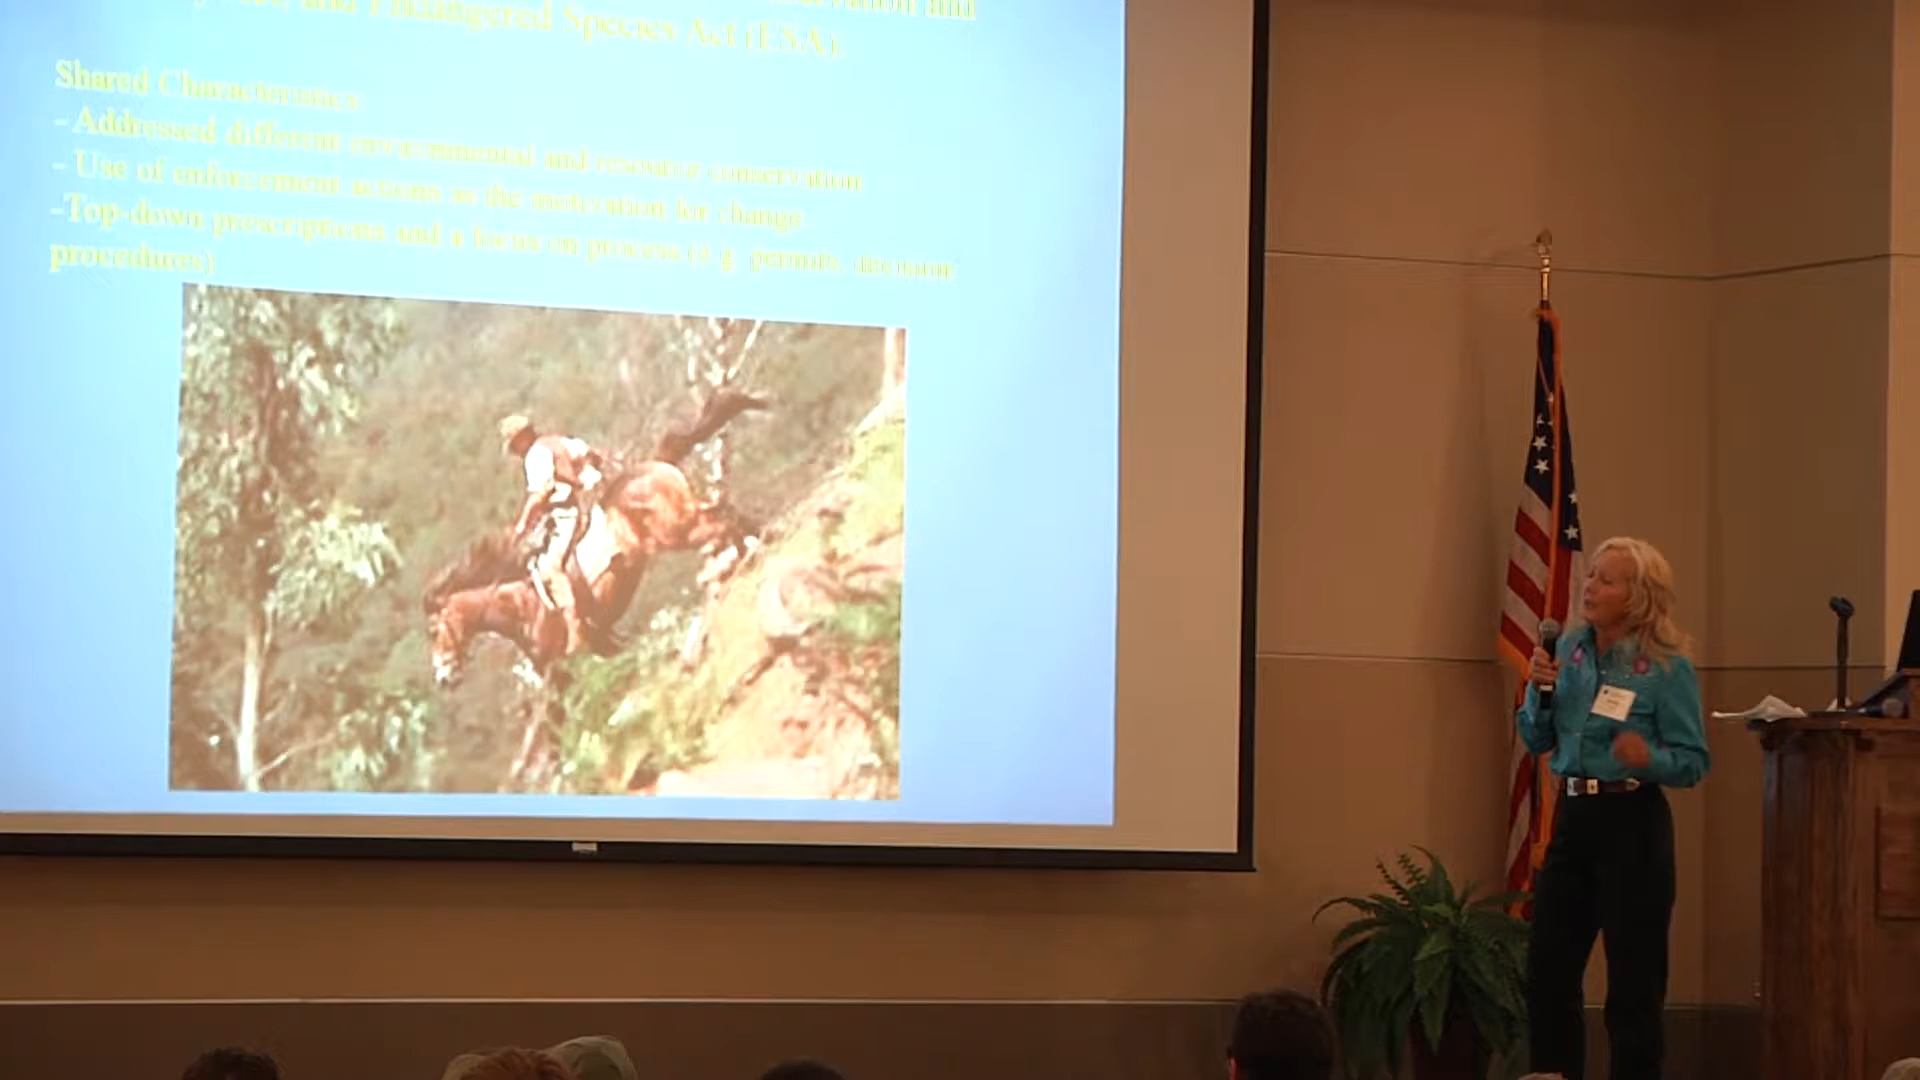 and Endangered Species Act (ESA).
Shared Characteristics:
- Addressed different environmental and resource conservation
- Use of enforcement actions as the motivation for change
-Top-down prescriptions and a focus on process (e.g. permits, decision
procedures)